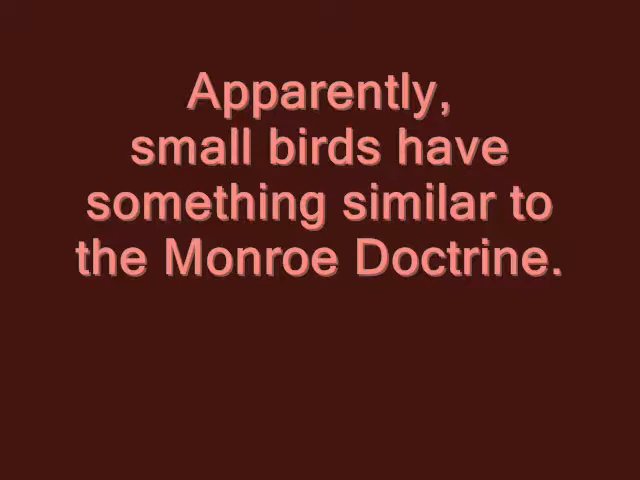 Apparently,
small birds have
something similar to
the Monroe Doctrine.